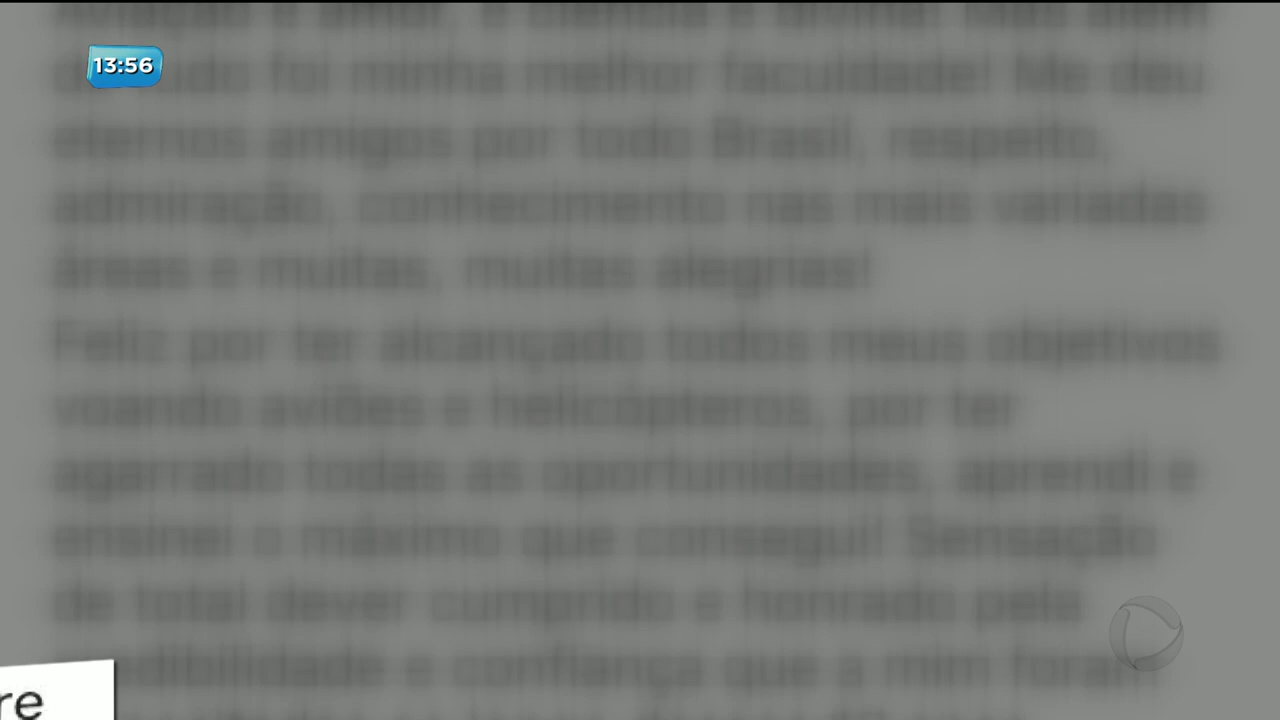 Aviação é amor, é ciência e divina! Mas além
13:56
de tudo foi minha melhor faculdade! Me deu
eternos amigos por todo Brasil, respeito,
admiração, conhecimento nas mais variadas
áreas e muitas, muitas alegrias!
Feliz por ter alcançado todos meus objetivos
voando aviões e helicópteros, por ter
agarrado todas as oportunidades, aprendi e
ensinei o máximo que consegui! Sensação
de total dever cumprido e honrado pela
credibilidade e confiança que a mim foram
re